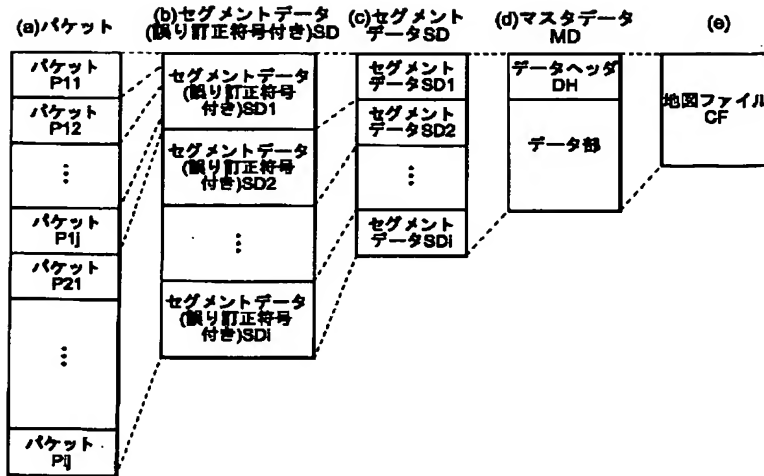 (a)パケット
パケット
P11
パケット
P12
⋮
パケット
P1j
パケット
P21
⋮
パケット
Pij
(b)セグメントデータ
(誤り訂正符号付き)SD
セグメントデータ
(誤り訂正符号
付き)SD1
セグメントデータ
(誤り訂正符号
付き)SD2
⋮
セグメントデータ
(誤り訂正符号
付き)SDi
(c)セグメント
データSD
セグメント
データSD1
セグメント
データSD2
⋮
セグメント
データSDi
(d)マスタデータ
MD
データヘッダ
DH
データ部
(e)
地図ファイル
CF